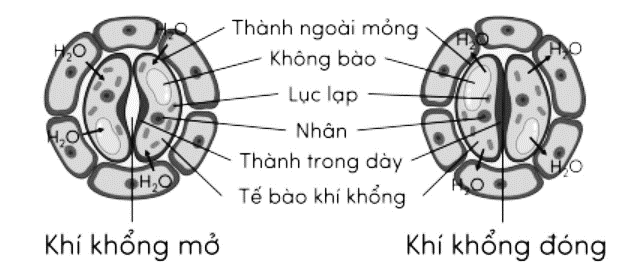 H₂O
Thành ngoài mỏng
H₂O
H₂O
Không bào
H₂O
Lục lạp
H₂O
Nhân
Thành trong dày
H₂O
H₂O
Tế bào khí khổng
H₂O
Khí khổng mở
Khí khổng đóng